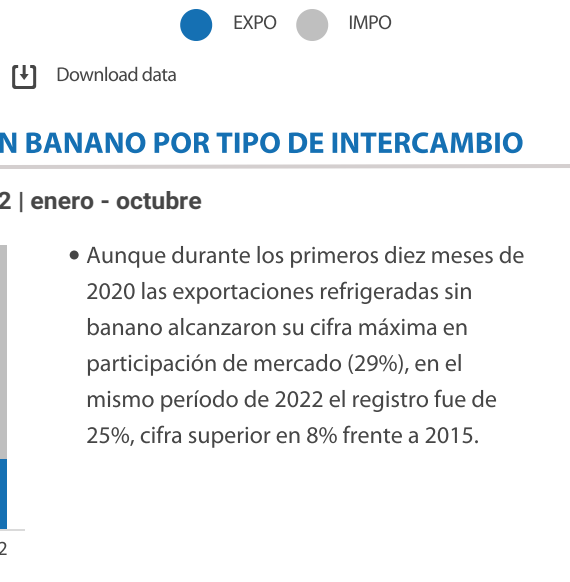 EXPO IMPO
Download data
N BANANO POR TIPO DE INTERCAMBIO
2 | enero - octubre
• Aunque durante los primeros diez meses de
2020 las exportaciones refrigeradas sin
banano alcanzaron su cifra máxima en
participación de mercado (29%), en el
mismo período de 2022 el registro fue de
25%, cifra superior en 8% frente a 2015.
2